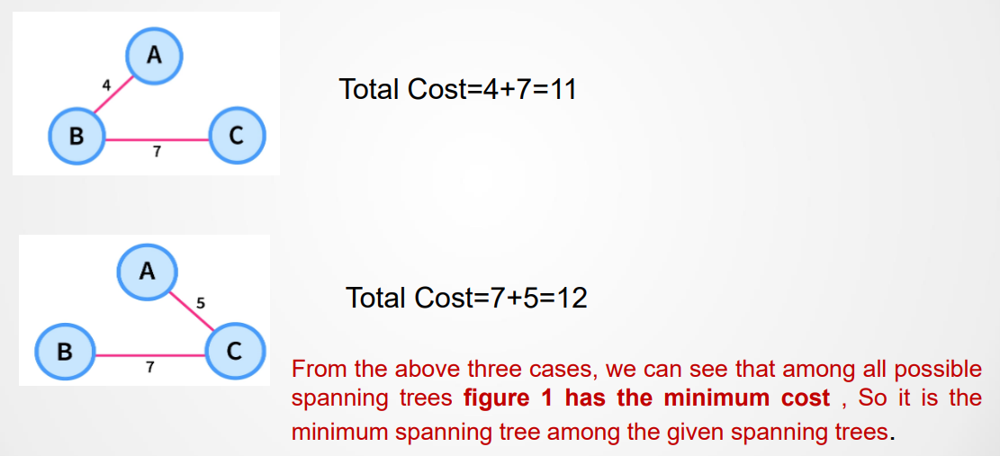 A
4
B
C
7
Total Cost=4+7=11
A
5
B
C
7
Total Cost=7+5=12
From the above three cases, we can see that among all possible
spanning trees figure 1 has the minimum cost , So it is the
minimum spanning tree among the given spanning trees.